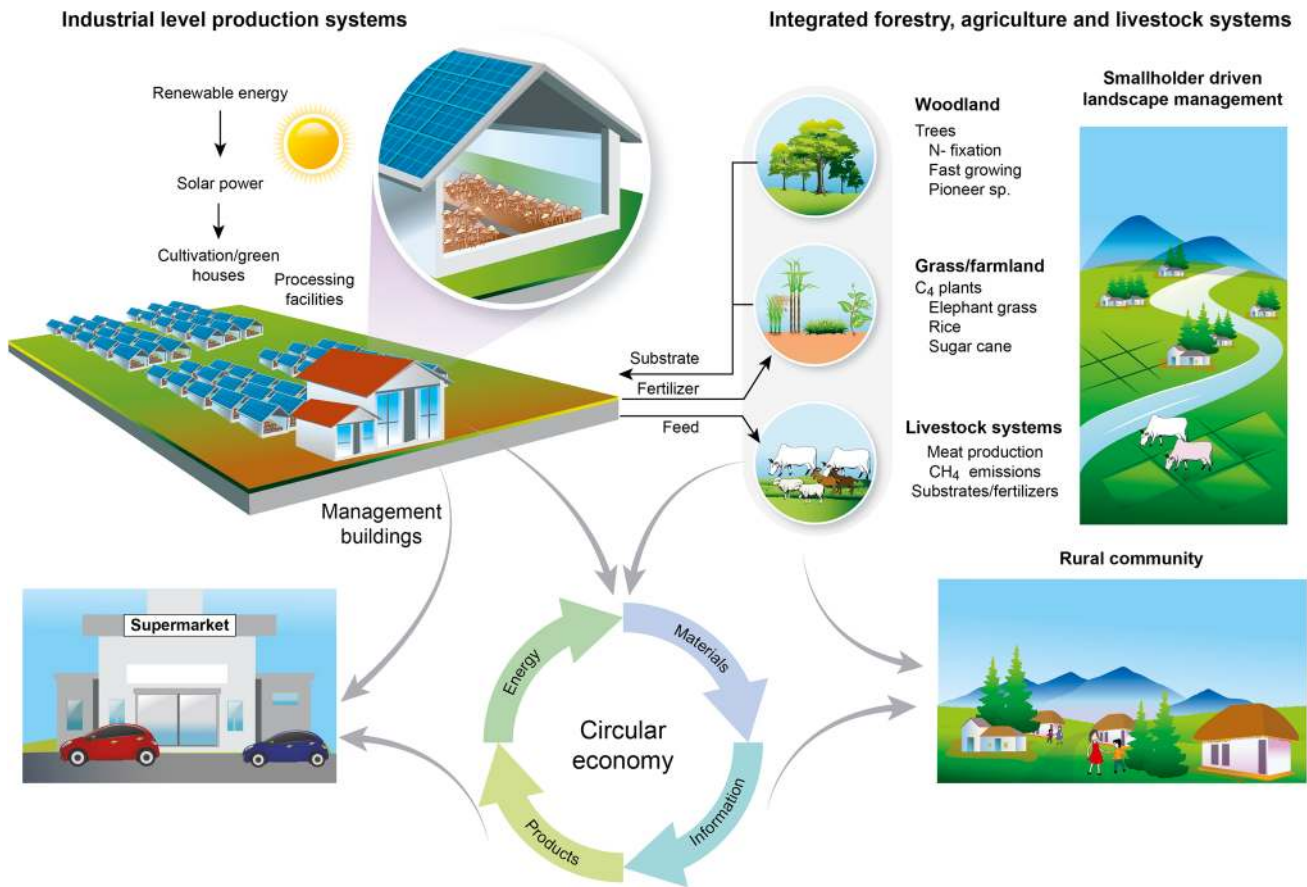 Industrial level production systems
Renewable energy
Solar power
Cultivation/green
houses
Processing
facilities
Management
buildings
Integrated forestry, agriculture and livestock systems
Woodland
Trees
N- fixation
Fast growing
Pioneer sp.
Grass/farmland
C₄ plants
Elephant grass
Rice
Sugar cane
Livestock systems
Meat production
CH₄ emissions
Substrates/fertilizers
Substrate
Fertilizer
Feed
Smallholder driven
landscape management
Supermarket
Energy
Materials
Information
Products
Circular
economy
Rural community